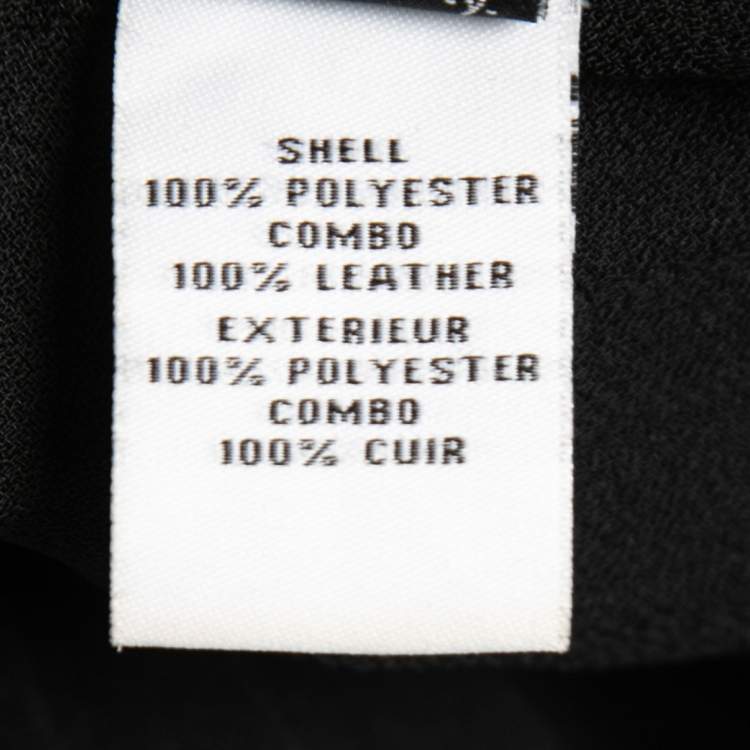 SHELL
100% POLYESTER
COMBO
100% LEATHER
EXTERIEUR
100% POLYESTER
COMBO
100% CUIR